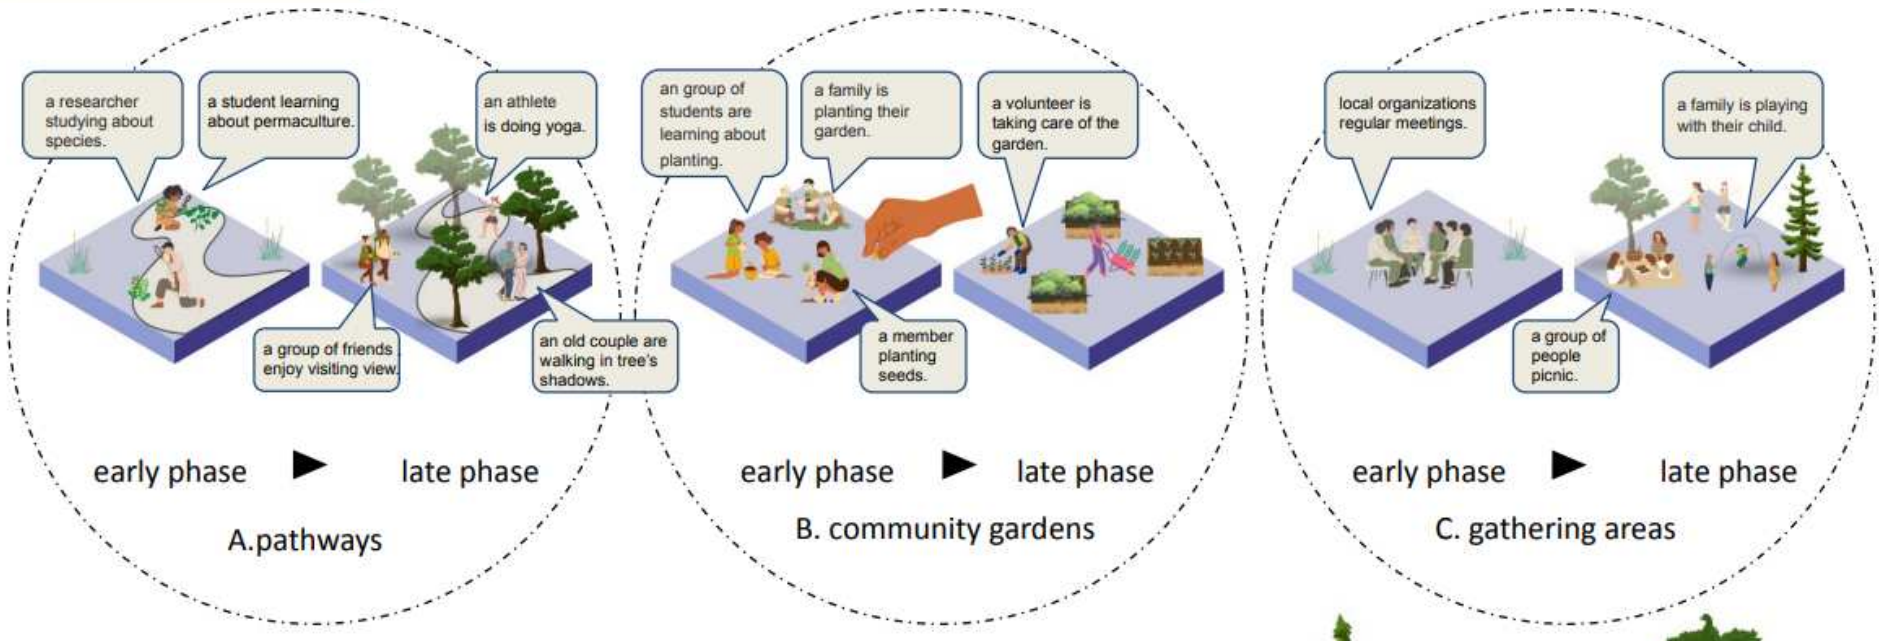 a researcher
studying about
species.
a student learning
about permaculture.
an athlete
is doing yoga.
a group of friends
enjoy visiting view.
an old couple are
walking in tree's
shadows.
early phase
late phase
A.pathways
an group of
students are
learning about
planting.
a family is
planting their
garden.
a volunteer is
taking care of the
garden.
a member
planting
seeds.
early phase
late phase
B. community gardens
local organizations
regular meetings.
a family is playing
with their child.
a group of
people
picnic.
early phase
late phase
C. gathering areas